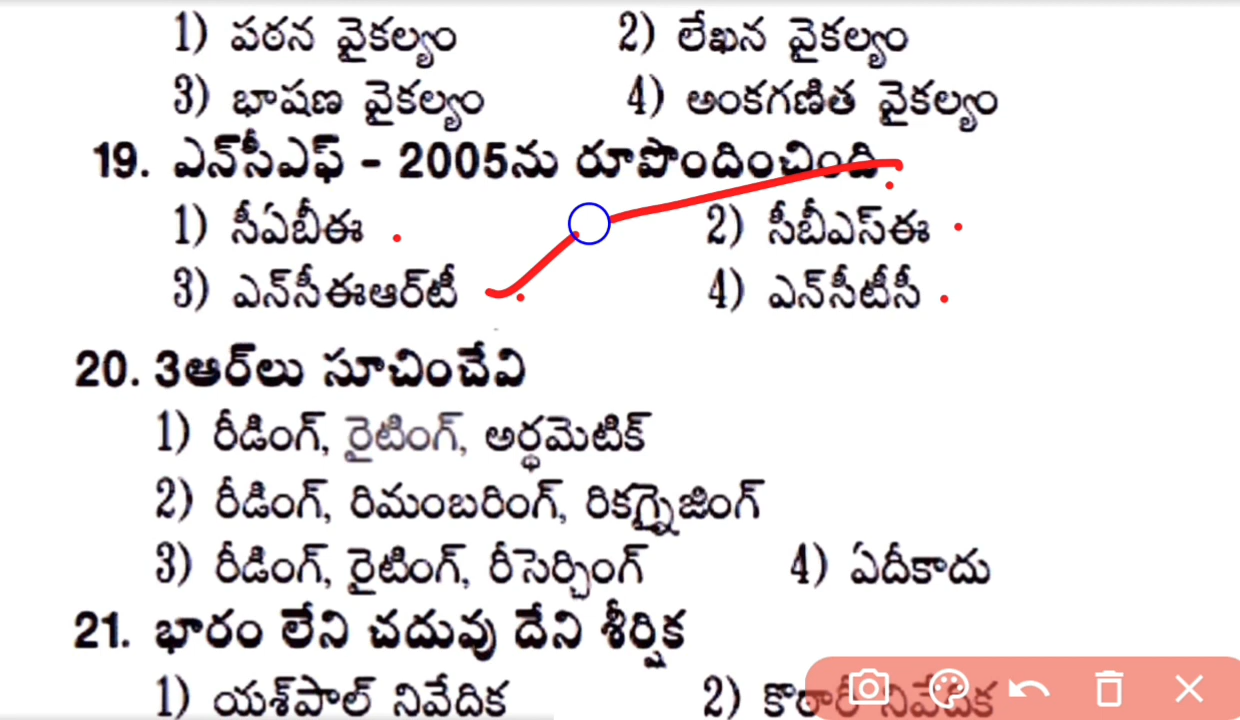 1) పఠన వైకల్యం 2) లేఖన వైకల్యం
3) భాషణ వైకల్యం 4) అంకగణిత వైకల్యం
19. ఎన్‌సీఎఫ్ - 2005ను రూపొందించింది
1) సీఏబీఈ 2) సీబీఎస్ఈ
3) ఎన్‌సీఈఆర్‌టీ 4) ఎన్‌సీటీసీ
20. 3ఆర్‌లు సూచించేవి
1) రీడింగ్, రైటింగ్, అర్థమెటిక్
2) రీడింగ్, రిమంబరింగ్, రికగ్నైజింగ్
3) రీడింగ్, రైటింగ్, రీసెర్చింగ్ 4) ఏదీకాదు
21. భారం లేని చదువు దేని శీర్షిక
1) యశ్‌పాల్ నివేదిక 2) కొఠారీ నివేదిక